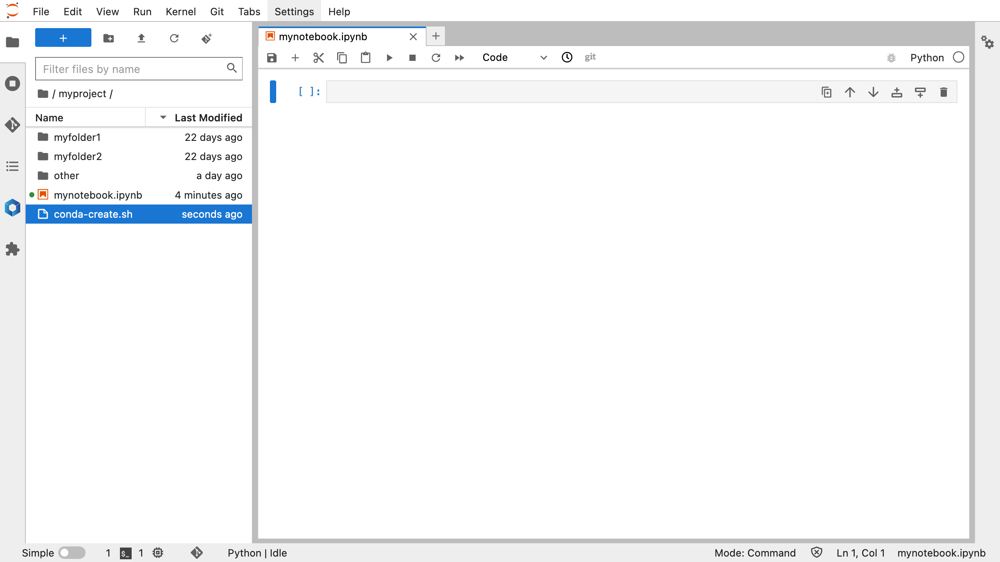 File Edit View Run Kernel Git Tabs Settings Help
mynotebook.ipynb
Code git Python
Filter files by name
/ myproject /
[ ]:
Name Last Modified
myfolder1 22 days ago
myfolder2 22 days ago
other a day ago
mynotebook.ipynb 4 minutes ago
conda-create.sh seconds ago
Simple 1 $_ 1 Python | Idle Mode: Command Ln 1, Col 1 mynotebook.ipynb